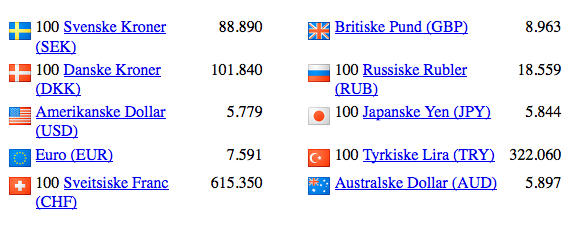 100 Svenske Kroner (SEK) 88.890
100 Danske Kroner (DKK) 101.840
Amerikanske Dollar (USD) 5.779
Euro (EUR) 7.591
100 Sveitsiske Franc (CHF) 615.350
Britiske Pund (GBP) 8.963
100 Russiske Rubler (RUB) 18.559
100 Japanske Yen (JPY) 5.844
100 Tyrkiske Lira (TRY) 322.060
Australske Dollar (AUD) 5.897